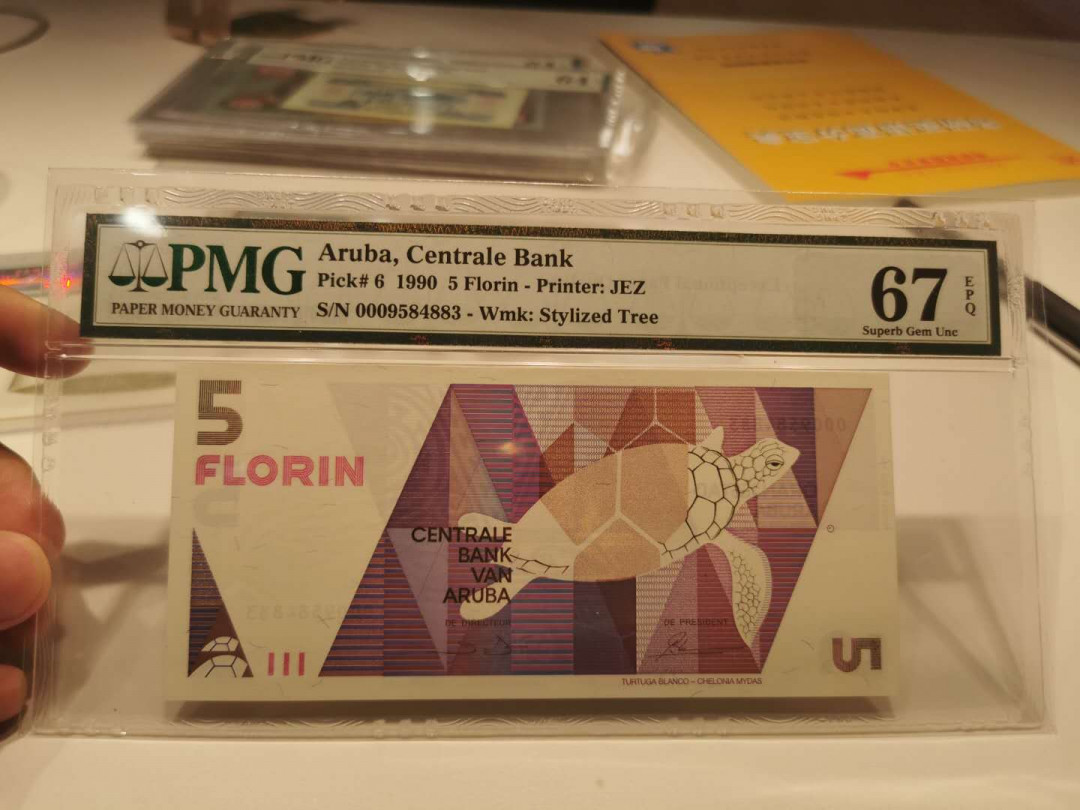 64
PMG
PAPER MONEY GUARANTY
Aruba, Centrale Bank
Pick# 6 1990 5 Florin - Printer: JEZ
S/N 0009584883 - Wmk: Stylized Tree
67
EPQ
Superb Gem Unc
5
FLORIN
CENTRALE
BANK
VAN
ARUBA
DE DIRECTEUR
DE PRESIDENT
TURTUGA BLANCO - CHELONIA MYDAS
5